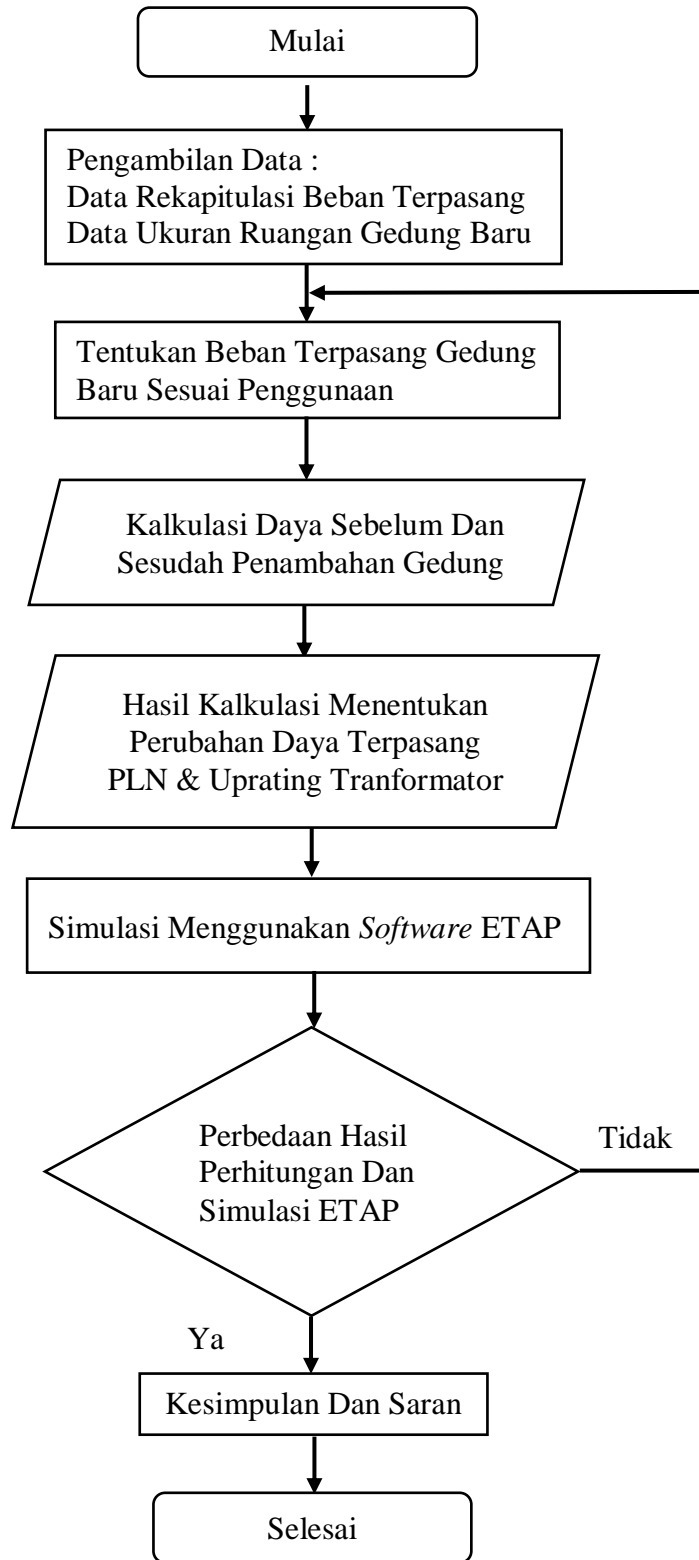 Mulai
Pengambilan Data :
Data Rekapitulasi Beban Terpasang
Data Ukuran Ruangan Gedung Baru
Tentukan Beban Terpasang Gedung
Baru Sesuai Penggunaan
Kalkulasi Daya Sebelum Dan
Sesudah Penambahan Gedung
Hasil Kalkulasi Menentukan
Perubahan Daya Terpasang
PLN & Uprating Tranformator
Simulasi Menggunakan Software ETAP
Perbedaan Hasil
Perhitungan Dan
Simulasi ETAP
Tidak
Ya
Kesimpulan Dan Saran
Selesai